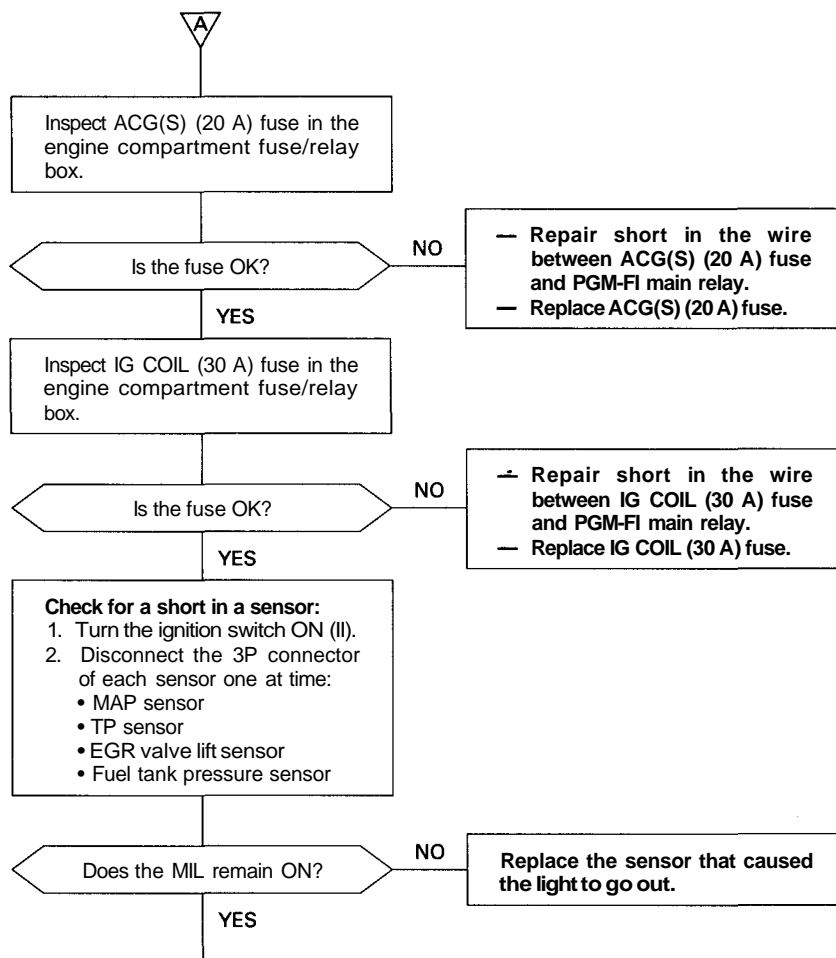 A
Inspect ACG(S) (20 A) fuse in the
engine compartment fuse/relay
box.
Is the fuse OK?
NO
— Repair short in the wire
between ACG(S) (20 A) fuse
and PGM-FI main relay.
— Replace ACG(S) (20 A) fuse.
YES
Inspect IG COIL (30 A) fuse in the
engine compartment fuse/relay
box.
Is the fuse OK?
NO
— Repair short in the wire
between IG COIL (30 A) fuse
and PGM-FI main relay.
— Replace IG COIL (30 A) fuse.
YES
Check for a short in a sensor:
1. Turn the ignition switch ON (II).
2. Disconnect the 3P connector
of each sensor one at time:
• MAP sensor
• TP sensor
• EGR valve lift sensor
• Fuel tank pressure sensor
Does the MIL remain ON?
NO
Replace the sensor that caused
the light to go out.
YES